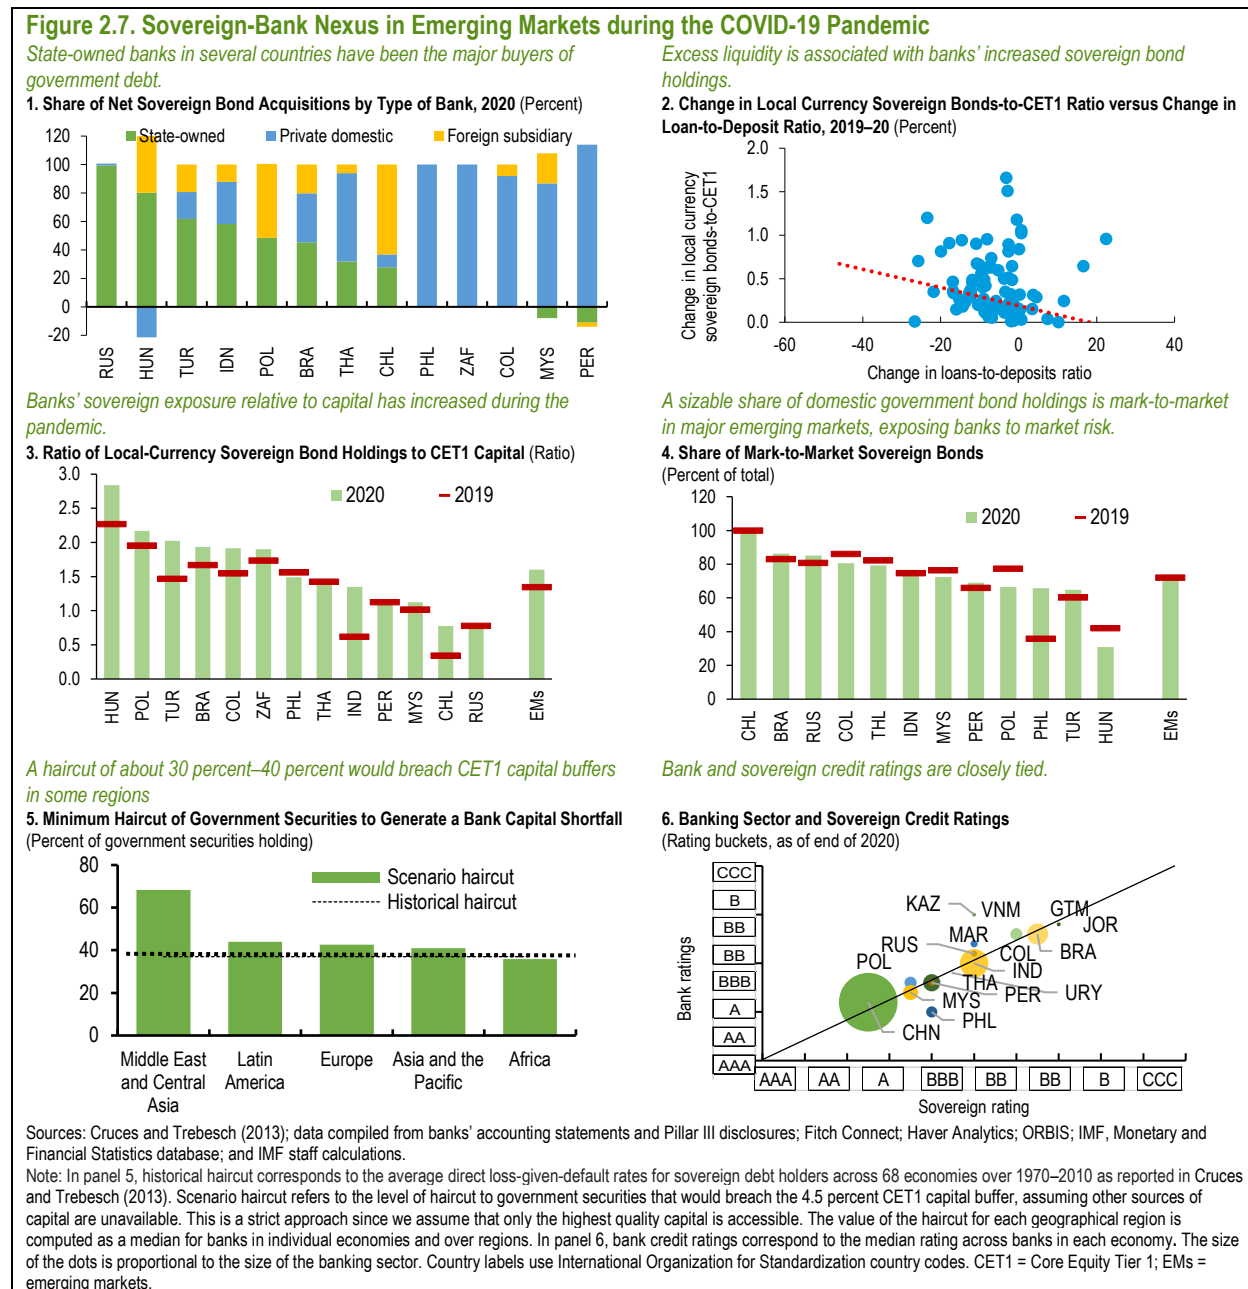 Figure 2.7. Sovereign-Bank Nexus in Emerging Markets during the COVID-19 Pandemic
State-owned banks in several countries have been the major buyers of
government debt.
1. Share of Net Sovereign Bond Acquisitions by Type of Bank, 2020 (Percent)
State-owned Private domestic Foreign subsidiary
120
100
80
60
40
20
0
-20
RUS HUN TUR IDN POL BRA THA CHL PHL ZAF COL MYS PER
Excess liquidity is associated with banks' increased sovereign bond
holdings.
2. Change in Local Currency Sovereign Bonds-to-CET1 Ratio versus Change in
Loan-to-Deposit Ratio, 2019–20 (Percent)
Change in local currency
sovereign bonds-to-CET1
2.0
1.5
1.0
0.5
0.0
-60 -40 -20 0 20 40
Change in loans-to-deposits ratio
Banks' sovereign exposure relative to capital has increased during the
pandemic.
3. Ratio of Local-Currency Sovereign Bond Holdings to CET1 Capital (Ratio)
2020 2019
3.0
2.5
2.0
1.5
1.0
0.5
0.0
HUN POL TUR BRA COL ZAF PHL THA IND PER MYS CHL RUS EMs
A sizable share of domestic government bond holdings is mark-to-market
in major emerging markets, exposing banks to market risk.
4. Share of Mark-to-Market Sovereign Bonds
(Percent of total)
2020 2019
120
100
80
60
40
20
0
CHL BRA RUS COL THL IDN MYS PER POL PHL TUR HUN EMs
A haircut of about 30 percent–40 percent would breach CET1 capital buffers
in some regions
5. Minimum Haircut of Government Securities to Generate a Bank Capital Shortfall
(Percent of government securities holding)
Scenario haircut
Historical haircut
80
60
40
20
0
Middle East Latin Europe Asia and the Africa
and Central America Pacific
Asia
Bank and sovereign credit ratings are closely tied.
6. Banking Sector and Sovereign Credit Ratings
(Rating buckets, as of end of 2020)
Bank ratings
CCC
B
BB
BB
BBB
A
AA
AAA
KAZ VNM GTM
JOR
RUS MAR
COL BRA
POL IND
THA
MYS PER URY
PHL
CHN
AAA AA A BBB BB BB B CCC
Sovereign rating
Sources: Cruces and Trebesch (2013); data compiled from banks' accounting statements and Pillar III disclosures; Fitch Connect; Haver Analytics; ORBIS; IMF, Monetary and
Financial Statistics database; and IMF staff calculations.
Note: In panel 5, historical haircut corresponds to the average direct loss-given-default rates for sovereign debt holders across 68 economies over 1970–2010 as reported in Cruces
and Trebesch (2013). Scenario haircut refers to the level of haircut to government securities that would breach the 4.5 percent CET1 capital buffer, assuming other sources of
capital are unavailable. This is a strict approach since we assume that only the highest quality capital is accessible. The value of the haircut for each geographical region is
computed as a median for banks in individual economies and over regions. In panel 6, bank credit ratings correspond to the median rating across banks in each economy. The size
of the dots is proportional to the size of the banking sector. Country labels use International Organization for Standardization country codes. CET1 = Core Equity Tier 1; EMs =
emerging markets.